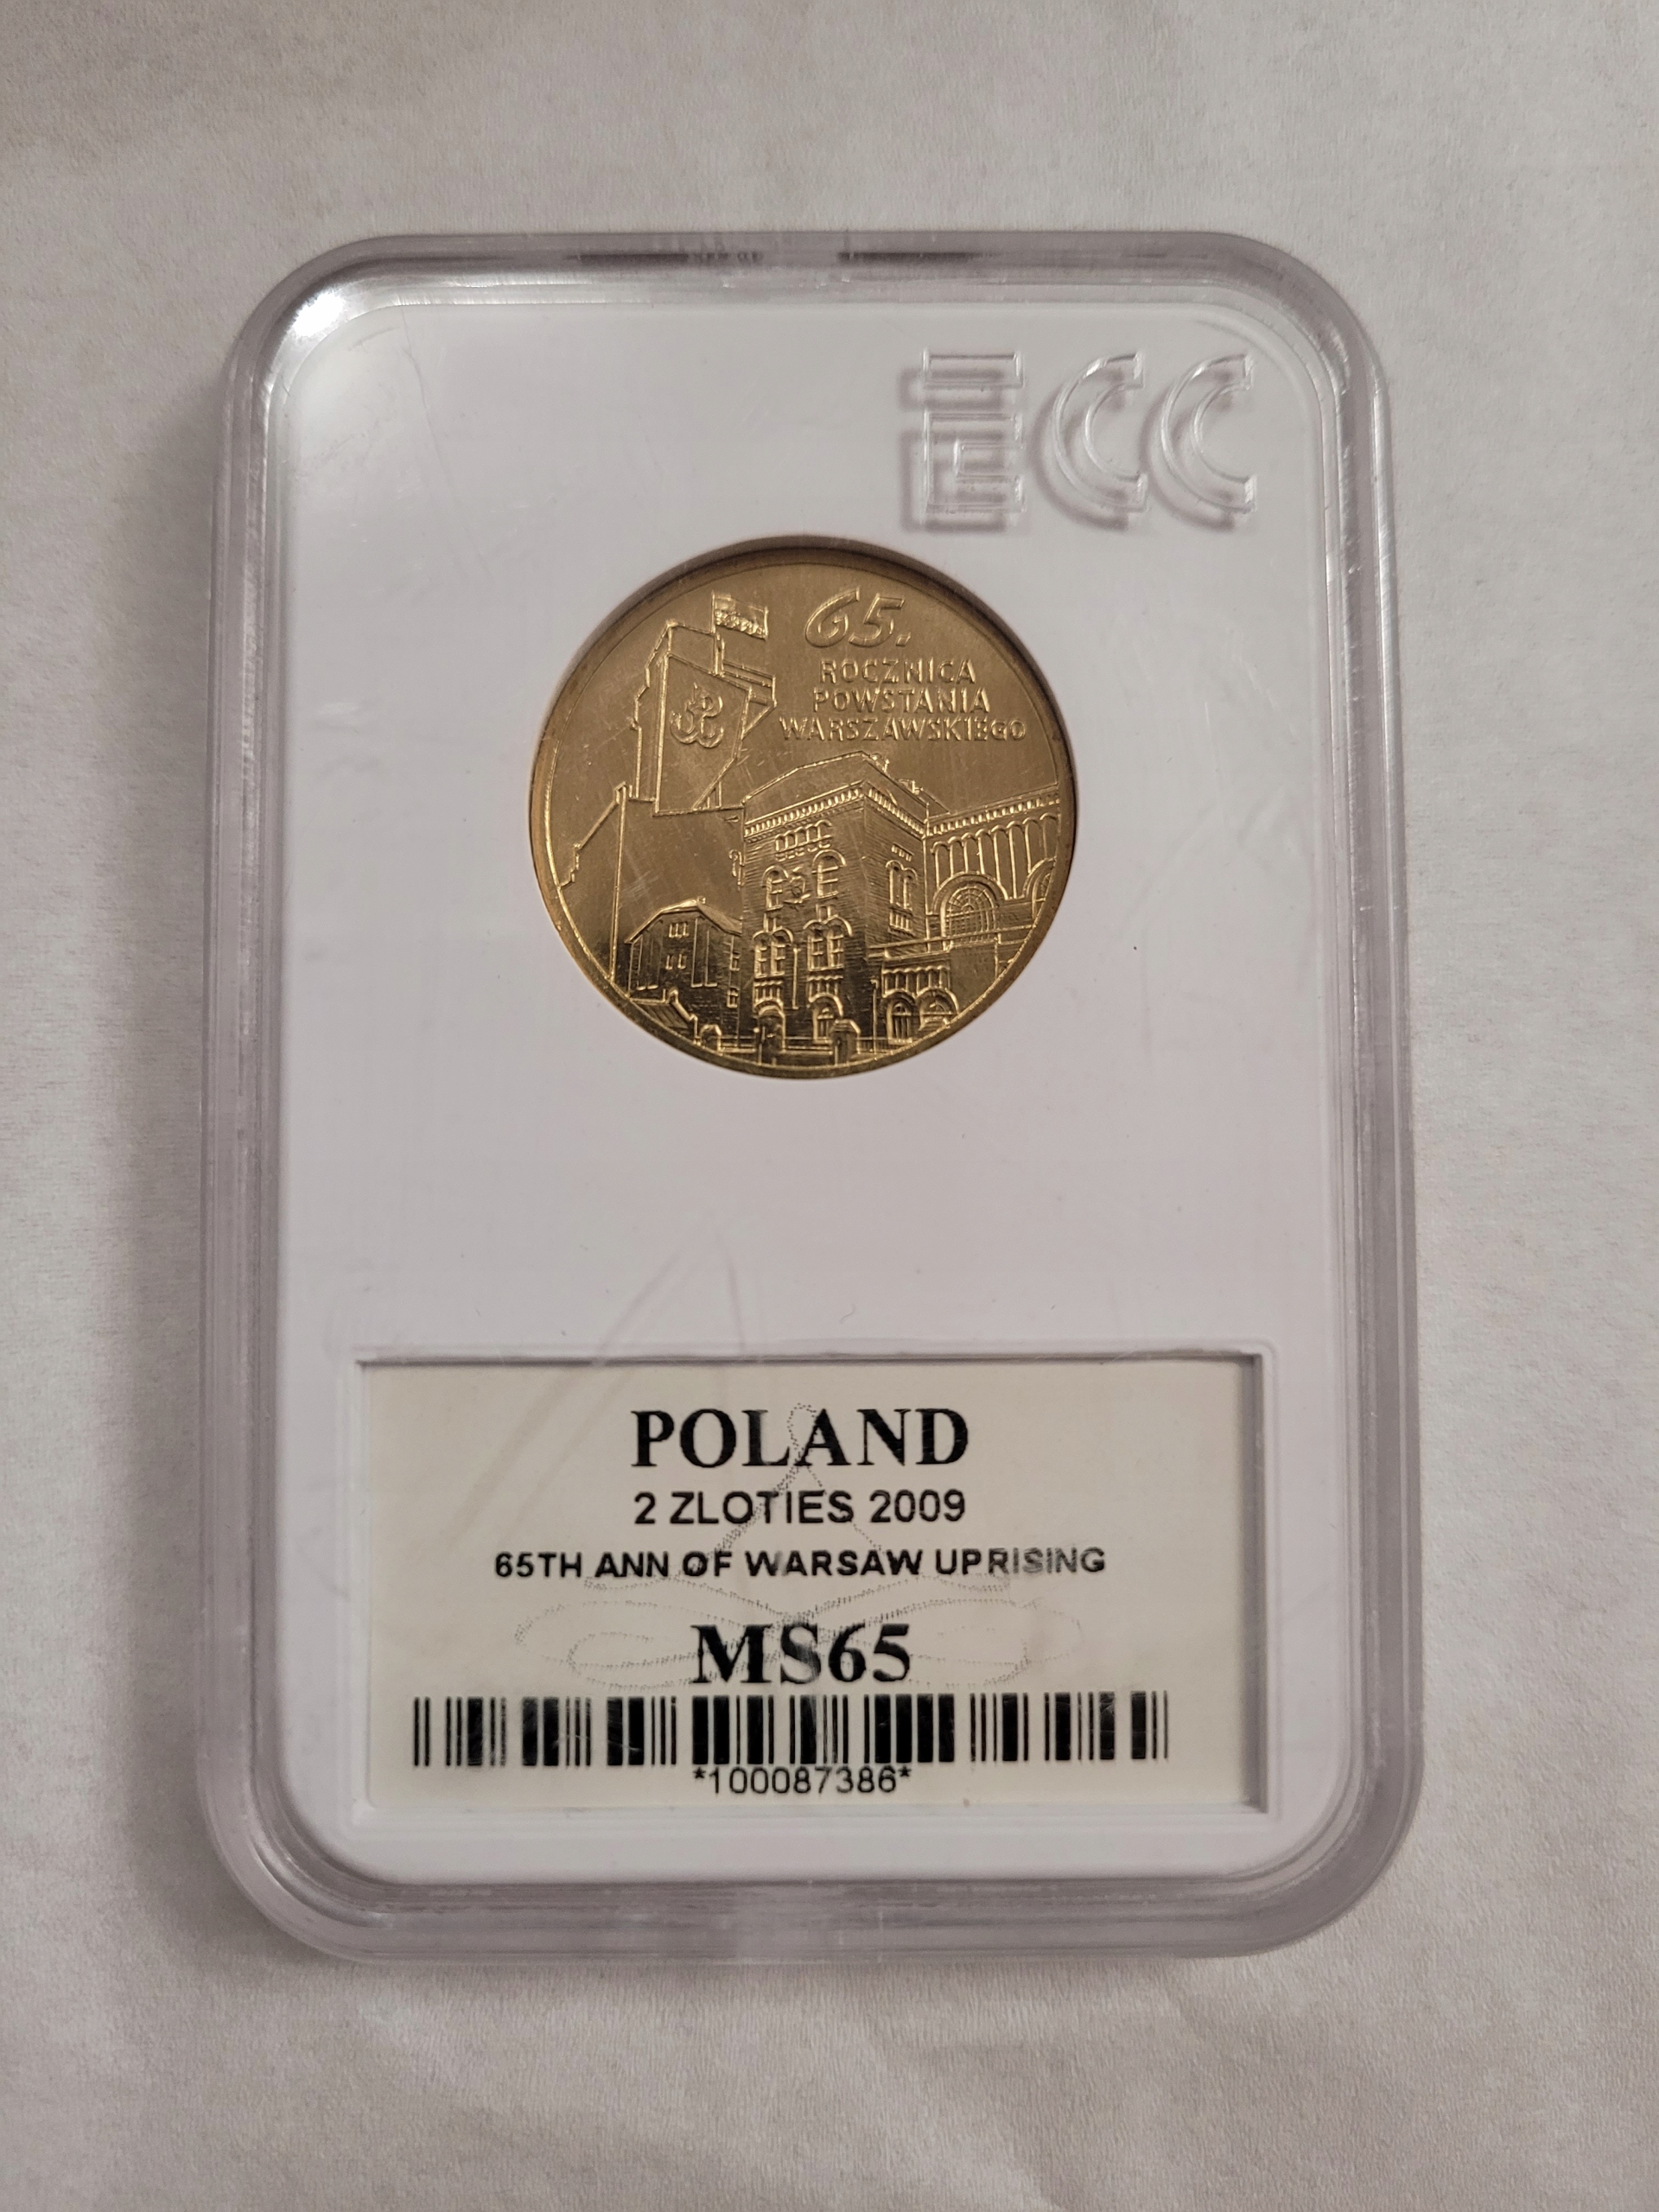 ECC
65.
ROCZNICA
POWSTANIA
WARSZAWSKIEGO
POLAND
2 ZLOTIES 2009
65TH ANN OF WARSAW UPRISING
MS65
*100087386*